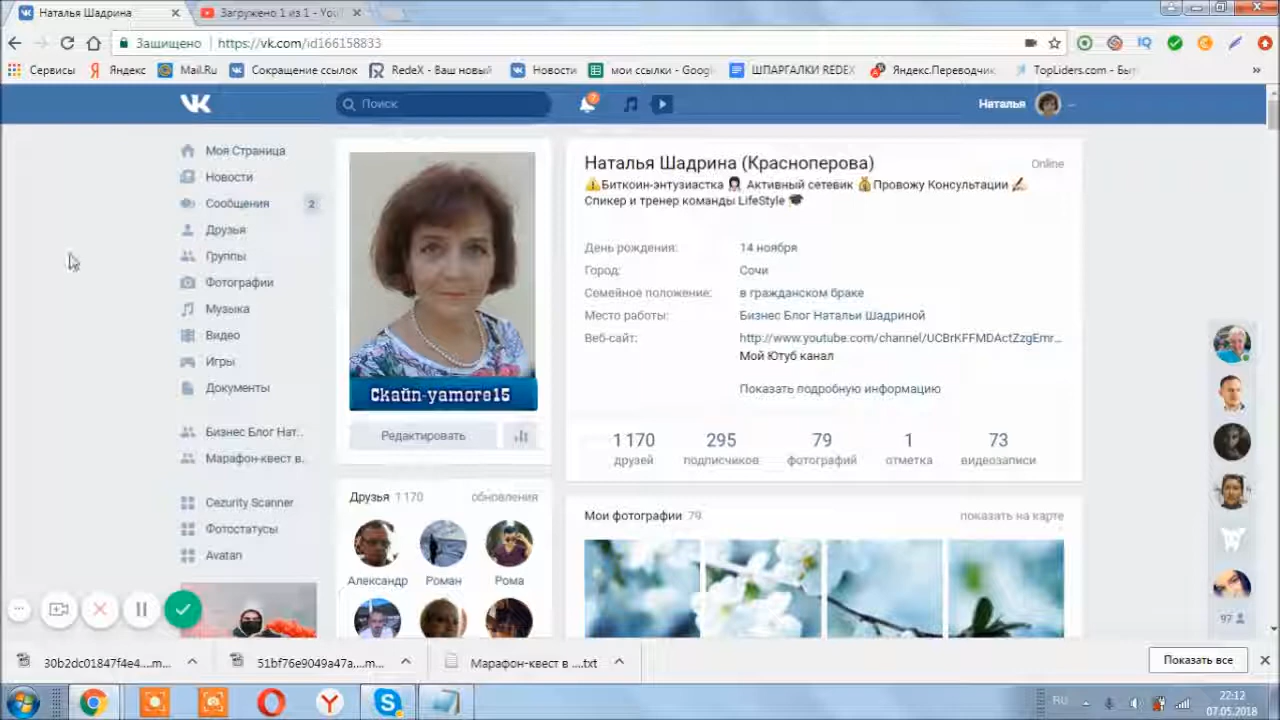 Наталья Шадрина
Загружено 1 из 1 - You
Защищено
https://vk.com/id166158833
Сервисы
Яндекс
Mail.Ru
Сокращение ссылок
RedeX - Ваш новый
Новости
мои ссылки - Googl
ШПАРГАЛКИ REDEX
Яндекс.Переводчик
TopLiders.com - Быт
Поиск
7
Наталья
Моя Страница
Новости
Сообщения 2
Друзья
Группы
Фотографии
Музыка
Видео
Игры
Документы
Бизнес Блог Нат..
Марафон-квест в.
Cezurity Scanner
Фотостатусы
Avatan
Скайп-yamore15
Редактировать
Друзья 1 170
обновления
Александр
Роман
Рома
Наталья Шадрина (Красноперова)
Online
Биткоин-энтузиастка Активный сетевик Провожу Консультации
Спикер и тренер команды LifeStyle
День рождения: 14 ноября
Город: Сочи
Семейное положение: в гражданском браке
Место работы: Бизнес Блог Натальи Шадриной
Веб-сайт: http://www.youtube.com/channel/UCBrKFFMDActZzgEmr...
Мой Ютуб канал
Показать подробную информацию
1 170 295 79 1 73
друзей подписчиков фотографий отметка видеозаписи
Мои фотографии 79
показать на карте
97
30b2dc01847f4e4....m...
51bf76e9049a47a....m...
Марафон-квест в ....txt
Показать все
RU
22:12
07.05.2018